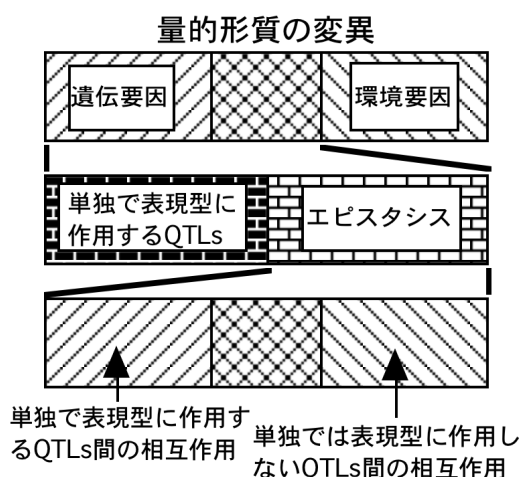 量的形質の変異
遺伝要因
環境要因
単独で表現型に
作用するQTLs
エピスタシス
単独で表現型に作用す
るQTLs間の相互作用
単独では表現型に作用し
ないQTLs間の相互作用